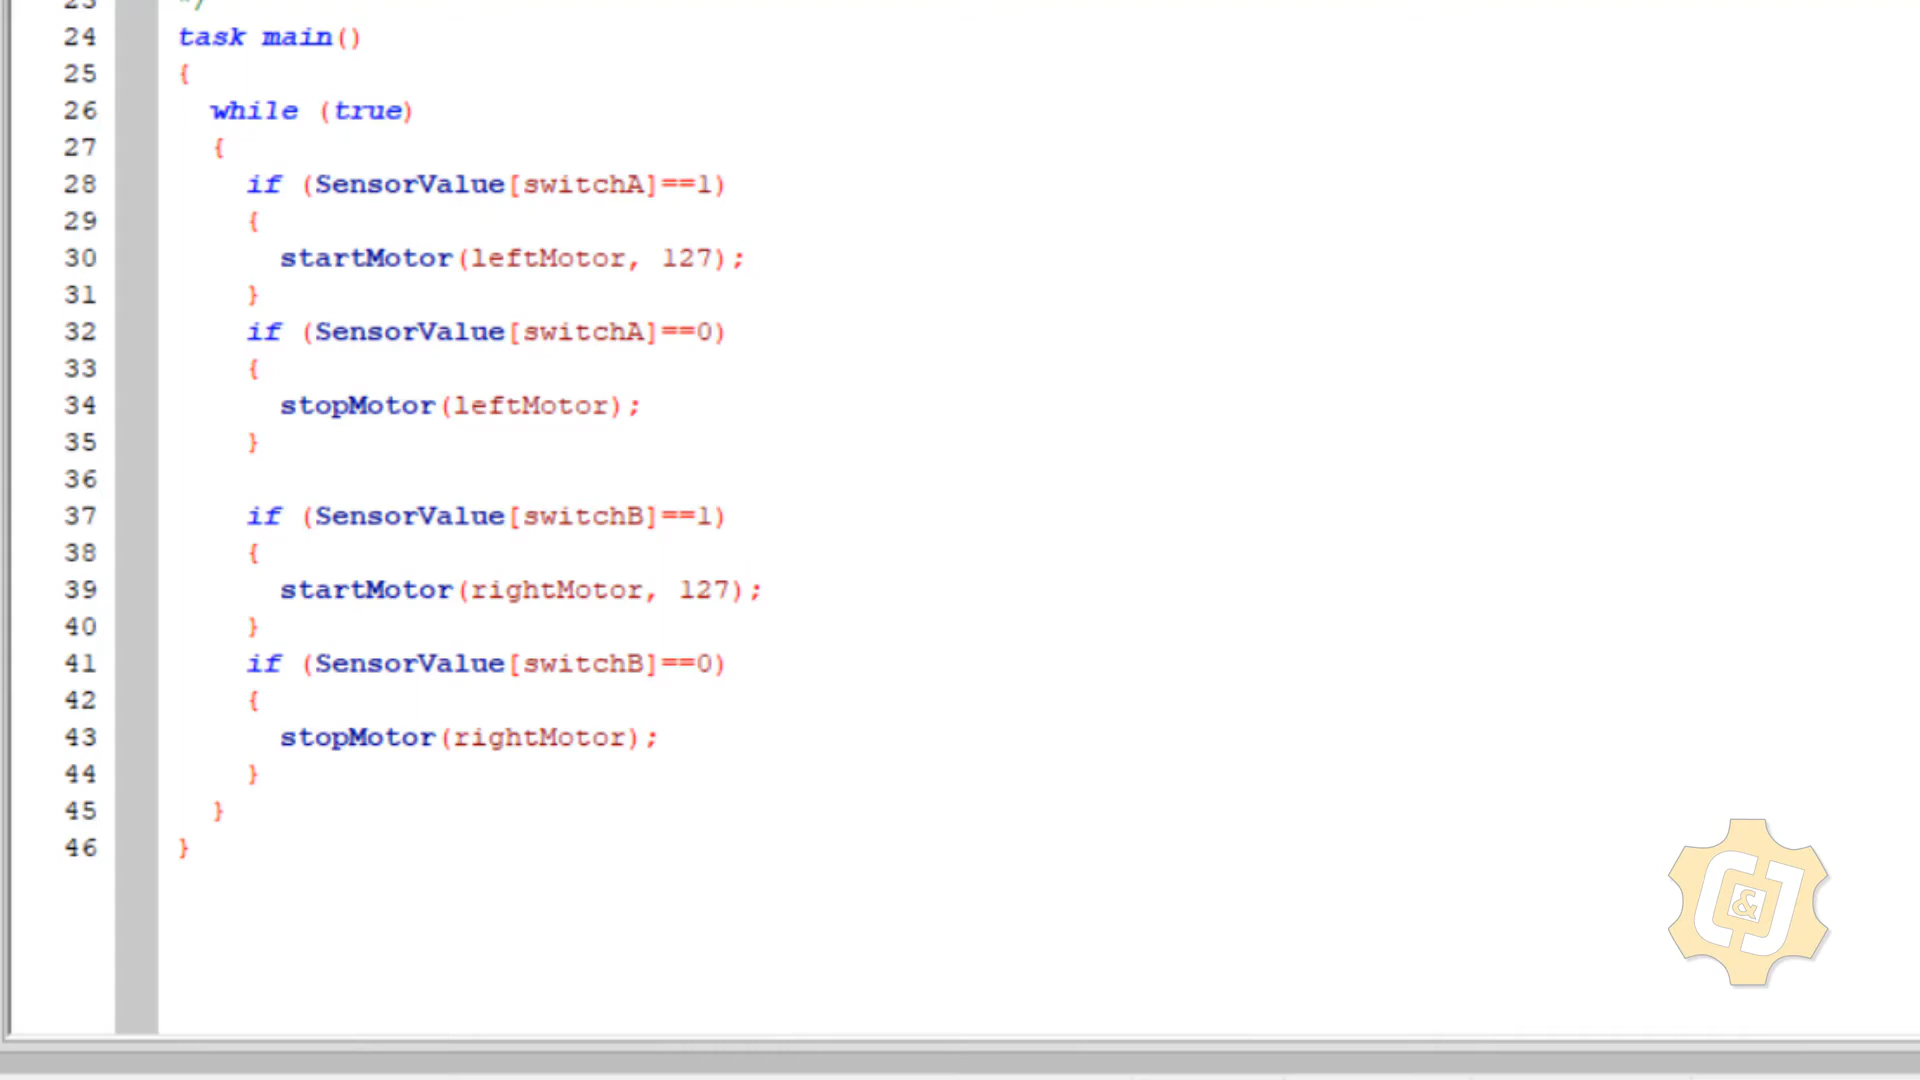 23 */
24 task main()
25 {
26 while (true)
27 {
28 if (SensorValue[switchA]==1)
29 {
30 startMotor(leftMotor, 127);
31 }
32 if (SensorValue[switchA]==0)
33 {
34 stopMotor(leftMotor);
35 }
36
37 if (SensorValue[switchB]==1)
38 {
39 startMotor(rightMotor, 127);
40 }
41 if (SensorValue[switchB]==0)
42 {
43 stopMotor(rightMotor);
44 }
45 }
46 }
C&J